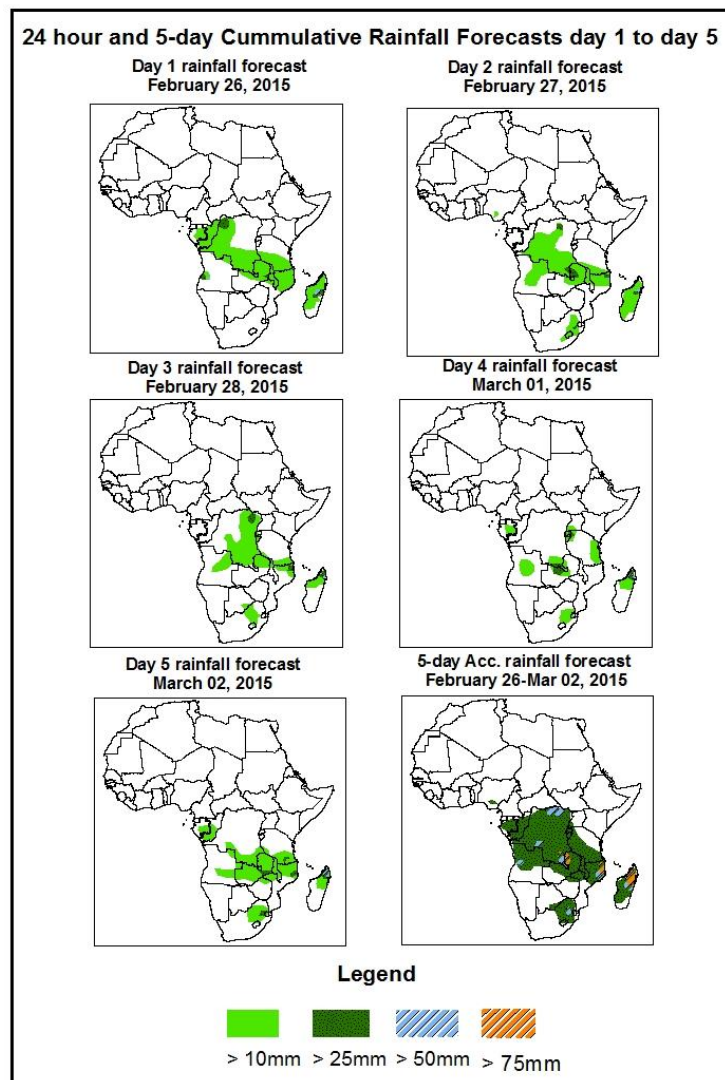 24 hour and 5-day Cummulative Rainfall Forecasts day 1 to day 5
Day 1 rainfall forecast
February 26, 2015
Day 2 rainfall forecast
February 27, 2015
Day 3 rainfall forecast
February 28, 2015
Day 4 rainfall forecast
March 01, 2015
Day 5 rainfall forecast
March 02, 2015
5-day Acc. rainfall forecast
February 26-Mar 02, 2015
Legend
> 10mm > 25mm > 50mm > 75mm